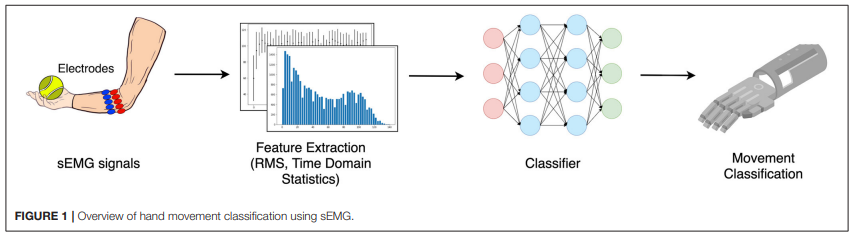 Electrodes
sEMG signals
Feature Extraction
(RMS, Time Domain
Statistics)
Classifier
Movement
Classification
FIGURE 1 | Overview of hand movement classification using sEMG.